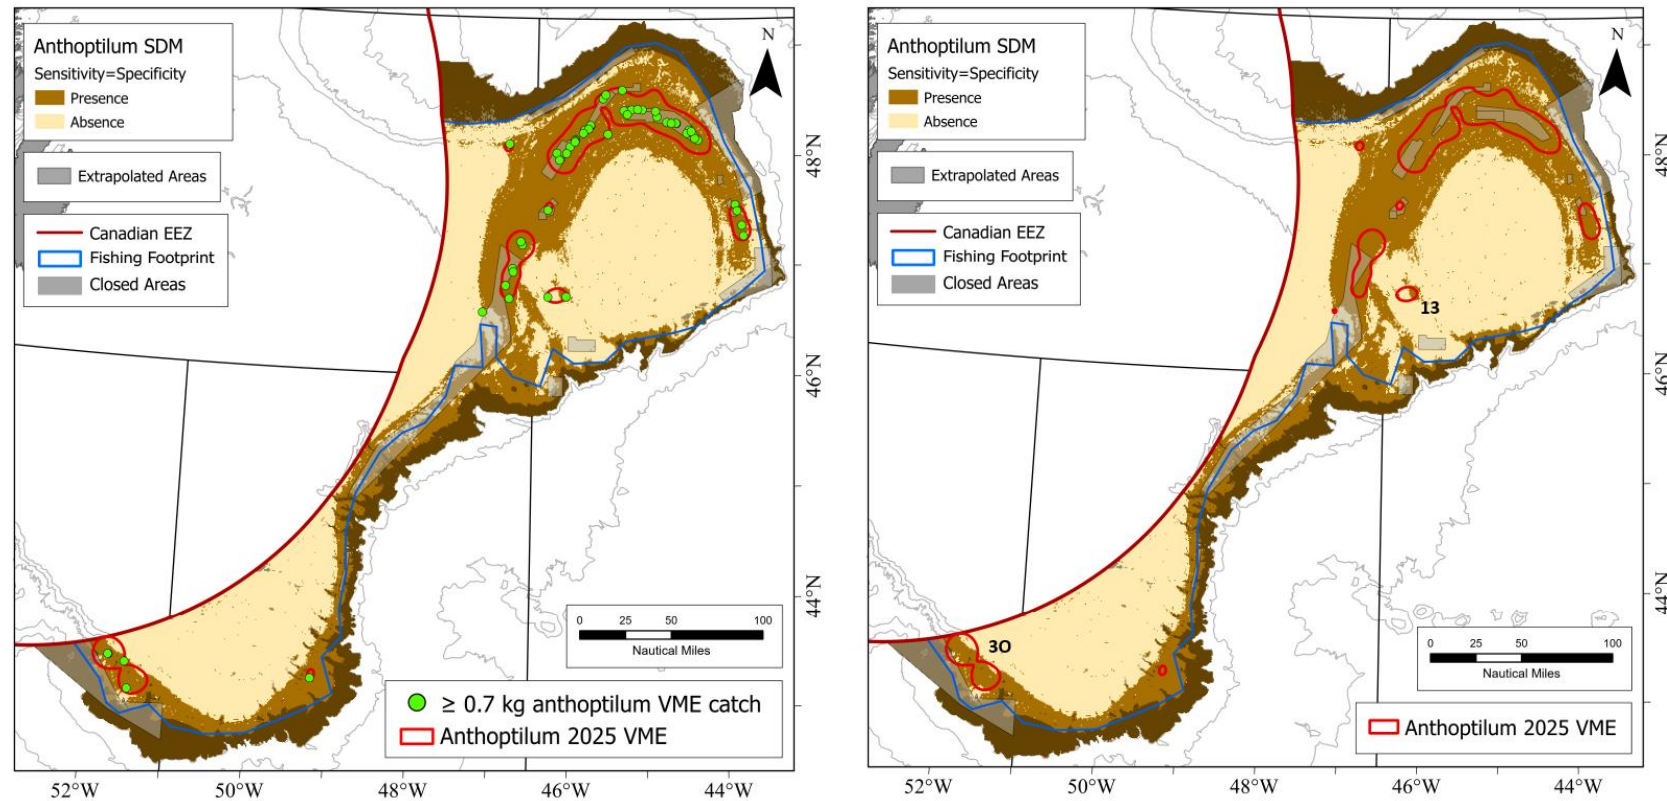 Anthoptilum SDM
Sensitivity=Specificity
Presence
Absence
Extrapolated Areas
Canadian EEZ
Fishing Footprint
Closed Areas
N
48°N
46°N
44°N
0 25 50 100
Nautical Miles
≥ 0.7 kg anthoptilum VME catch
Anthoptilum 2025 VME
52°W 50°W 48°W 46°W 44°W
Anthoptilum SDM
Sensitivity=Specificity
Presence
Absence
Extrapolated Areas
Canadian EEZ
Fishing Footprint
Closed Areas
N
13
30
48°N
46°N
44°N
0 25 50 100
Nautical Miles
Anthoptilum 2025 VME
52°W 50°W 48°W 46°W 44°W